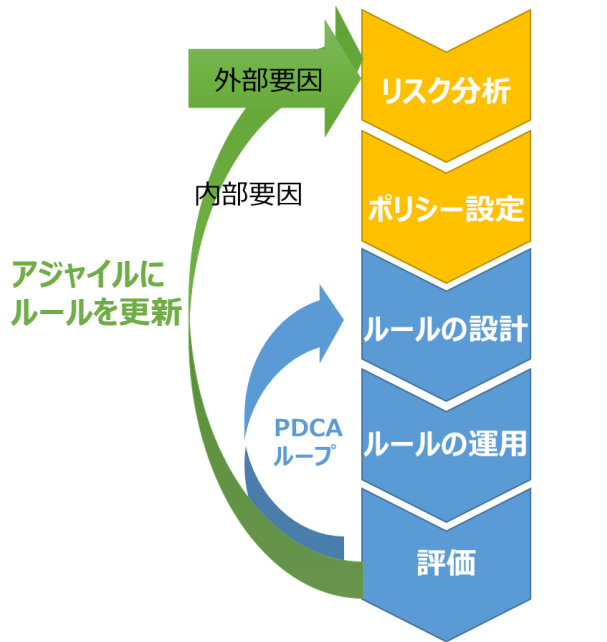 外部要因
リスク分析
内部要因
ポリシー設定
アジャイルに
ルールを更新
ルールの設計
PDCA
ループ
ルールの運用
評価